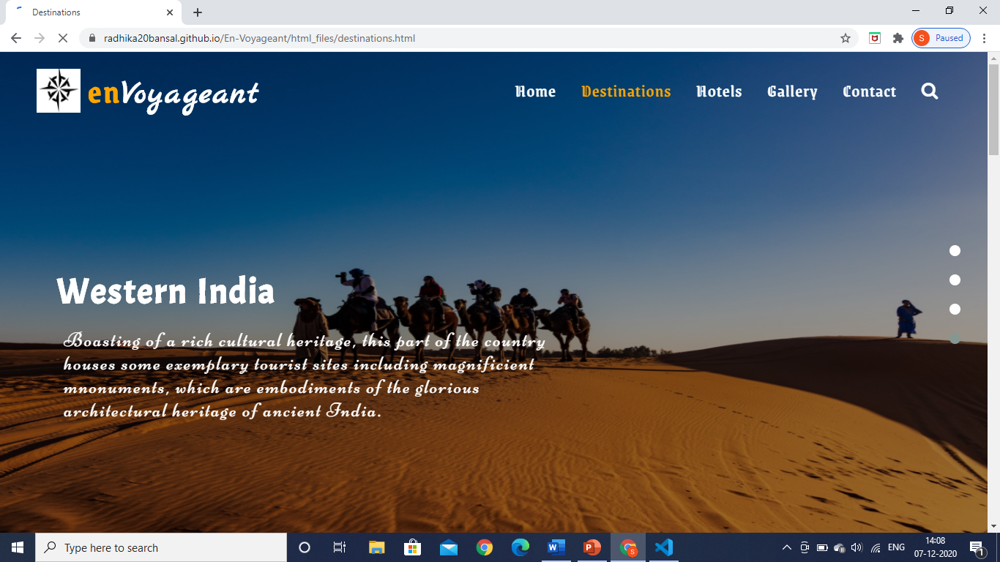 Destinations
radhika20bansal.github.io/En-Voyageant/html_files/destinations.html
S Paused
enVoyageant
Home Destinations Hotels Gallery Contact
Western India
Boasting of a rich cultural heritage, this part of the country
houses some exemplary tourist sites including magnificient
mnonuments, which are embodiments of the glorious
architectural heritage of ancient India.
Type here to search
W
P
S
ENG
14:08
07-12-2020
1